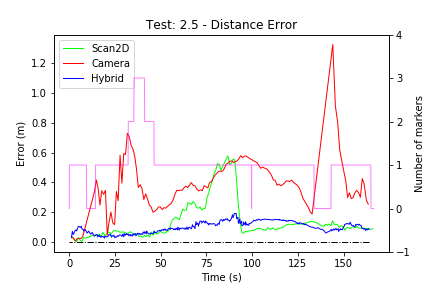 Test: 2.5 - Distance Error
Scan2D
Camera
Hybrid
Error (m)
1.2
1.0
0.8
0.6
0.4
0.2
0.0
4
3
2
1
0
−1
Number of markers
0 25 50 75 100 125 150
Time (s)